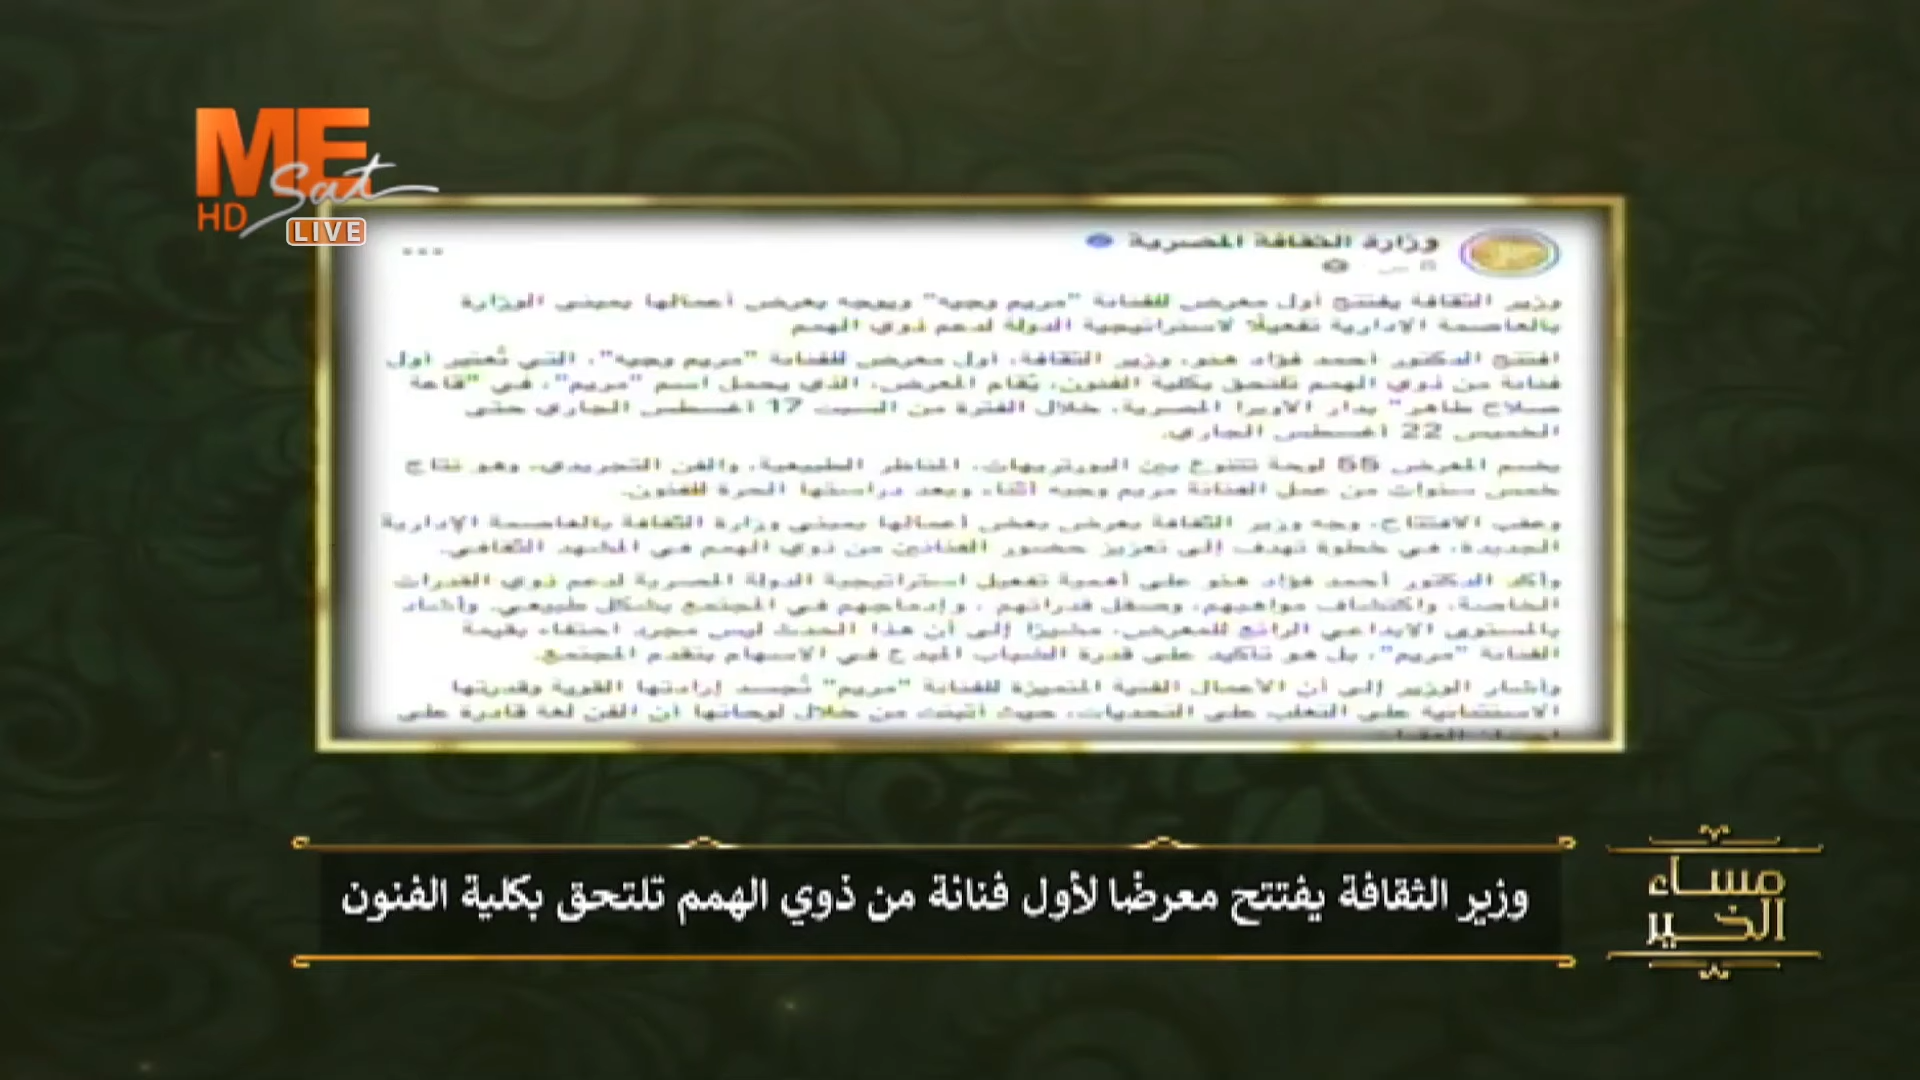 ME
Sat
HD
LIVE
وزارة الثقافة المصرية
وزير الثقافة يفتتح أول معرض للفنانة "مريم وجيه" ويوجه بعرض أعمالها بمبنى الوزارة
بالعاصمة الإدارية تفعيلًا لاستراتيجية الدولة لدعم ذوي الهمم
افتتح الدكتور أحمد فؤاد هنو، وزير الثقافة، أول معرض للفنانة "مريم وجيه"، التي تُعتبر أول
فنانة من ذوي الهمم تلتحق بكلية الفنون، يُقام المعرض، الذي يحمل اسم "مريم"، في "قاعة
صلاح طاهر" بدار الأوبرا المصرية، خلال الفترة من السبت 17 أغسطس الجاري حتى
الخميس 22 أغسطس الجاري.
يضم المعرض 55 لوحة تتنوع بين البورتريهات، المناظر الطبيعية، والفن التجريدي، وهو نتاج
خمس سنوات من عمل الفنانة مريم وجيه أثناء وبعد دراستها الحرة للفنون.
وعقب الافتتاح، وجه وزير الثقافة بعرض بعض أعمالها بمبنى وزارة الثقافة بالعاصمة الإدارية
الجديدة، في خطوة تهدف إلى تعزيز حضور الفنانين من ذوي الهمم في المشهد الثقافي.
وأكد الدكتور أحمد فؤاد هنو على أهمية تفعيل استراتيجية الدولة المصرية لدعم ذوي القدرات
الخاصة، واكتشاف مواهبهم، وصقل قدراتهم، وإدماجهم في المجتمع بشكل طبيعي. وأشاد
بالمستوى الإبداعي الرائع للمعرض، مشيرًا إلى أن هذا الحدث ليس مجرد احتفاء بقيمة
الفنانة "مريم"، بل هو تأكيد على قدرة الشباب المبدع في الإسهام بتقدم المجتمع.
وأشار الوزير إلى أن الأعمال الفنية المتميزة للفنانة "مريم" تُجسد إرادتها القوية وقدرتها
الاستثنائية على التغلب على التحديات، حيث أثبتت من خلال لوحاتها أن الفن لغة قادرة على
وزير الثقافة يفتتح معرضًا لأول فنانة من ذوي الهمم تلتحق بكلية الفنون
مساء
الخير